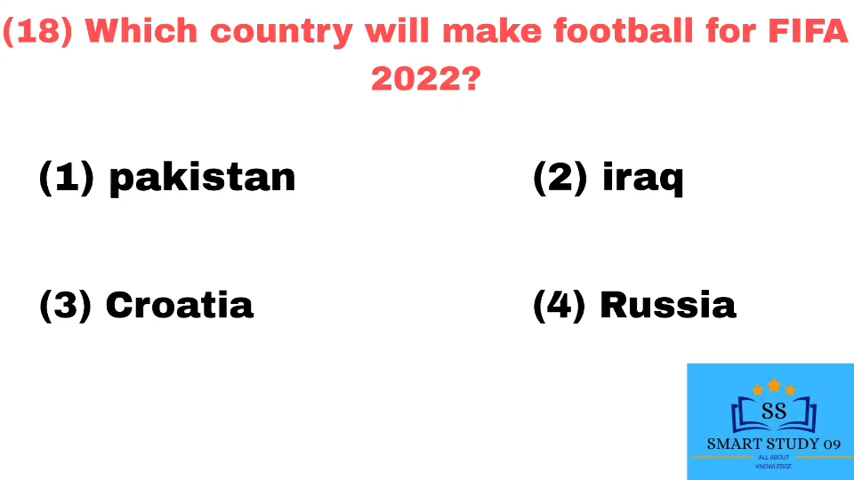 (18) Which country will make football for FIFA
2022?
(1) pakistan
(2) iraq
(3) Croatia
(4) Russia
SS
SMART STUDY 09
ALL ABOUT
KNOWLEDGE